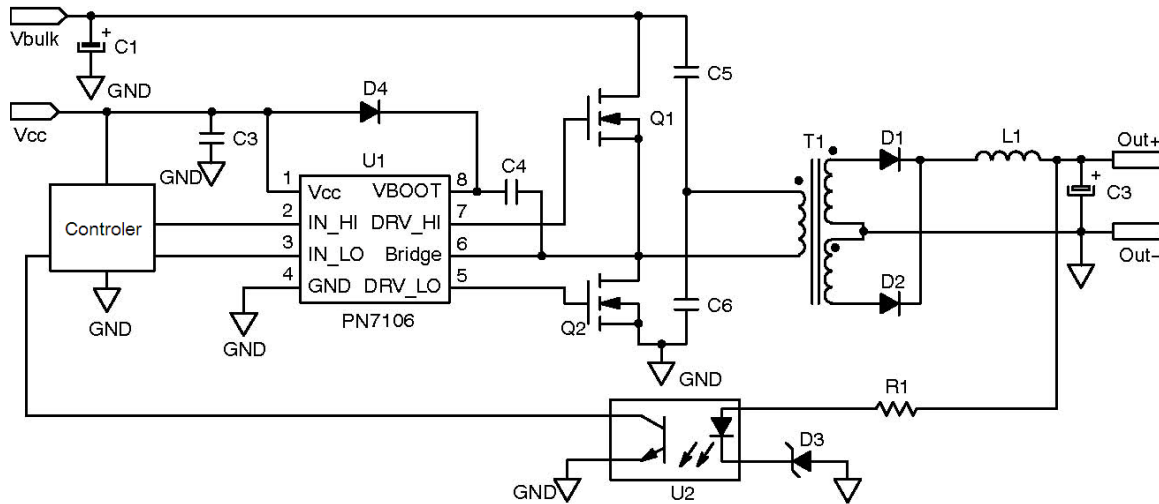 Vbulk
+
C1
GND
D4
C5
Q1
Vcc
C3
GND
U1
C4
T1
D1
L1
Out+
1 Vcc VBOOT 8
+
C3
Controler
2 IN_HI DRV_HI 7
3 IN_LO Bridge 6
4 GND DRV_LO 5
Out-
D2
C6
GND
GND
PN7106
Q2
GND
R1
D3
GND
U2